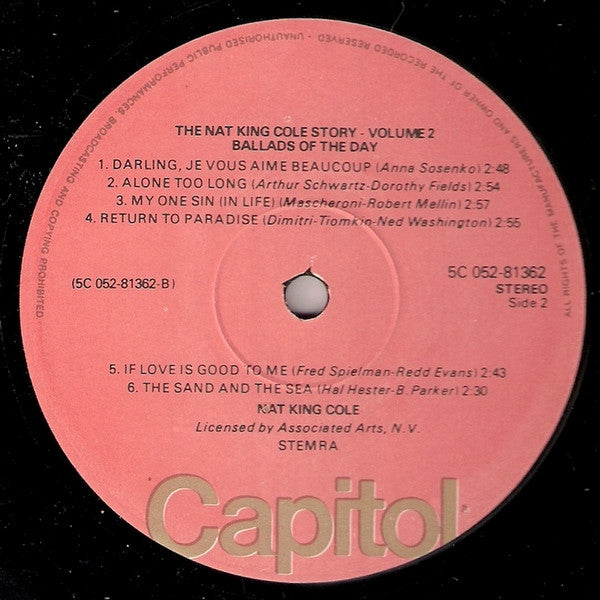 ALL RIGHTS OF THE MANUFACTURERS AND OWNER OF THE RECORDED RESERVED - UNAUTHORISED PUBLIC PERFORMANCES, BROADCASTING AND COPYING PROHIBITED.
THE NAT KING COLE STORY - VOLUME 2
BALLADS OF THE DAY
1. DARLING, JE VOUS AIME BEAUCOUP (Anna Sosenko) 2:48
2. ALONE TOO LONG (Arthur Schwartz-Dorothy Fields) 2:54
3. MY ONE SIN (IN LIFE) (Mascheroni-Robert Mellin) 2:57
4. RETURN TO PARADISE (Dimitri-Tiomkin-Ned Washington) 2:55
(5C 052-81362-B)
5C 052-81362
STEREO
Side 2
5. IF LOVE IS GOOD TO ME (Fred Spielman-Redd Evans) 2:43
6. THE SAND AND THE SEA (Hal Hester-B. Parker) 2:30
NAT KING COLE
Licensed by Associated Arts, N.V.
STEMRA
Capitol